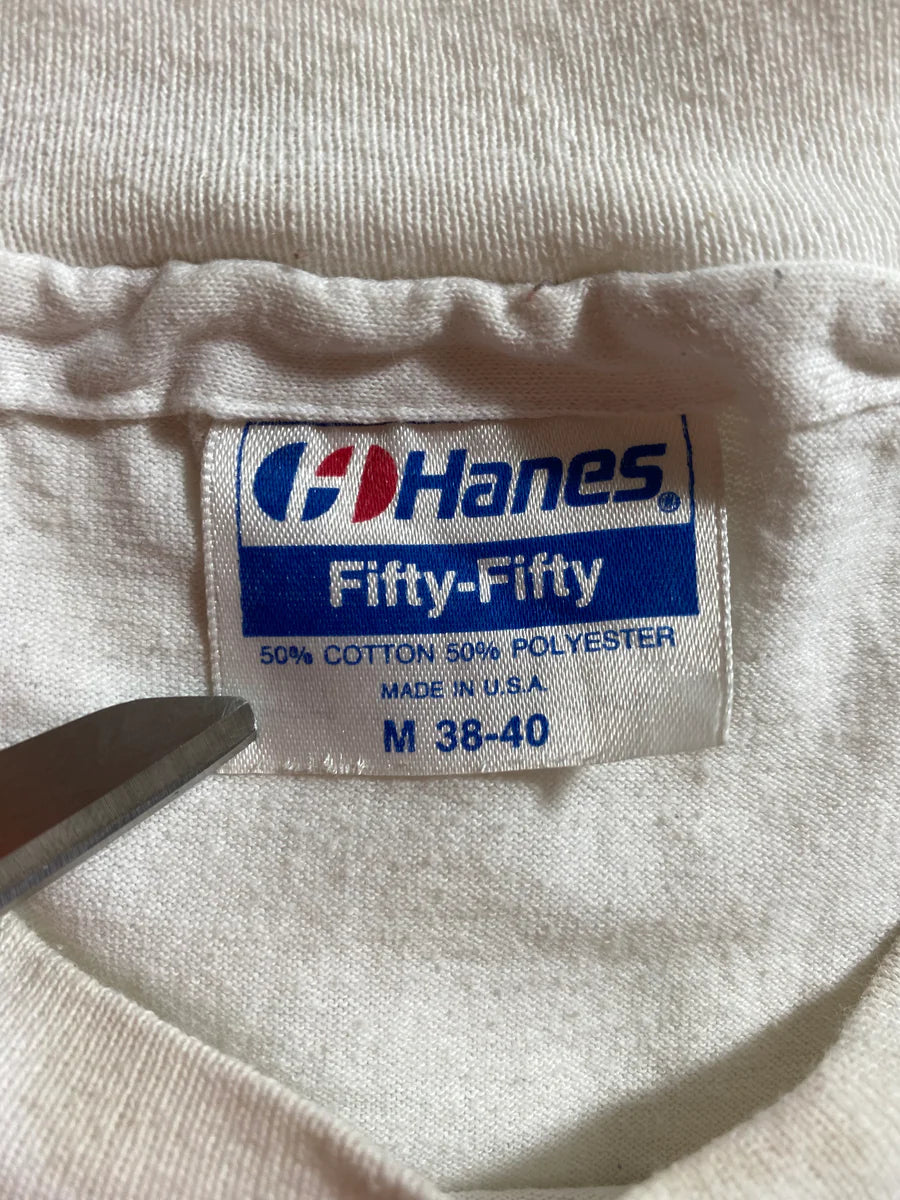 Hanes®
Fifty-Fifty
50% COTTON 50% POLYESTER
MADE IN U.S.A.
M 38-40